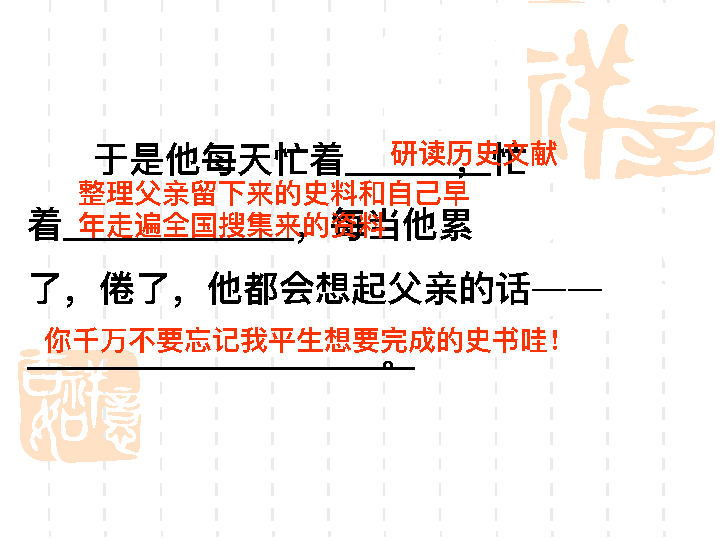 于是他每天忙着研读历史文献，忙
整理父亲留下来的史料和自己早
着年走遍全国搜集来的资料，每当他累
了，倦了，他都会想起父亲的话——
你千万不要忘记我平生想要完成的史书哇！
。